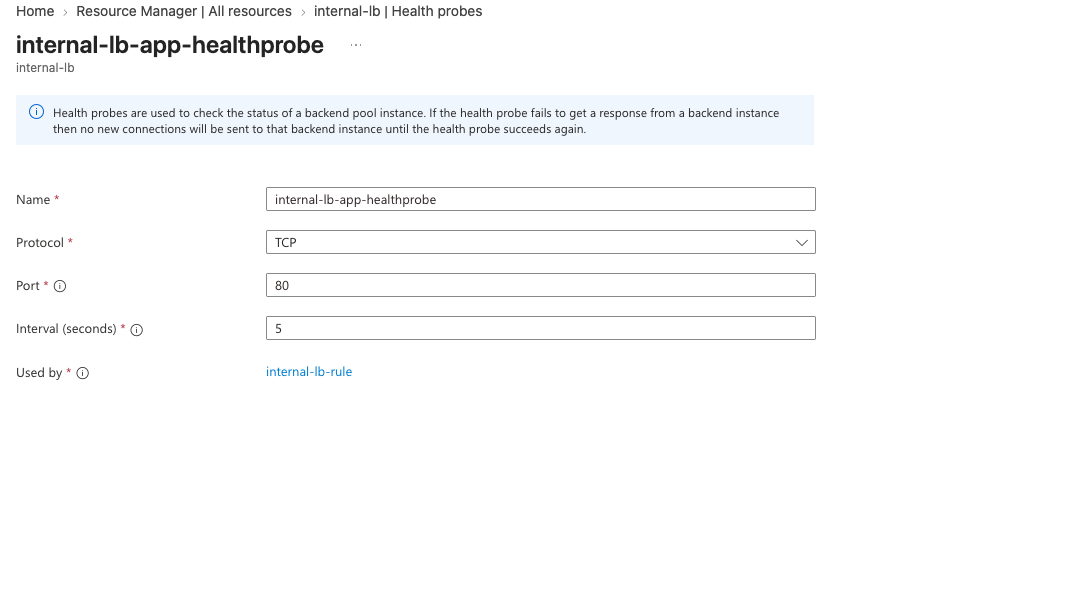 Home > Resource Manager | All resources > internal-lb | Health probes
internal-lb-app-healthprobe ...
internal-lb
Health probes are used to check the status of a backend pool instance. If the health probe fails to get a response from a backend instance
then no new connections will be sent to that backend instance until the health probe succeeds again.
Name * internal-lb-app-healthprobe
Protocol * TCP
Port * 80
Interval (seconds) * 5
Used by * internal-lb-rule